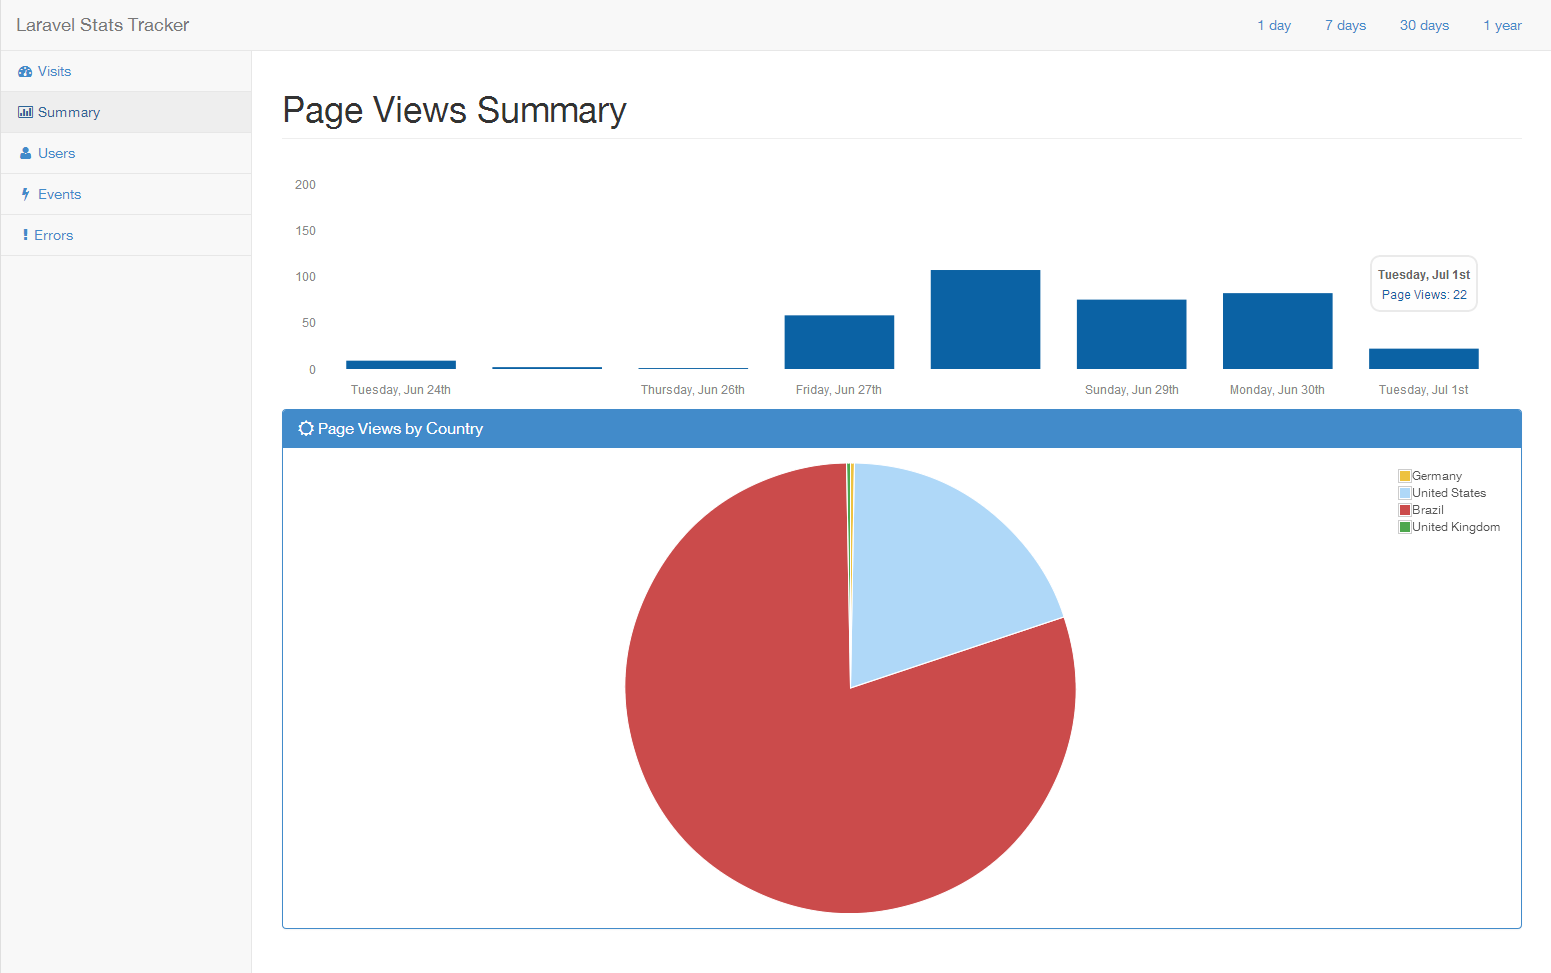 Laravel Stats Tracker
1 day 7 days 30 days 1 year
Visits
Summary
Users
Events
Errors
Page Views Summary
200
150
100
50
0
Tuesday, Jul 1st
Page Views: 22
Tuesday, Jun 24th Thursday, Jun 26th Friday, Jun 27th Sunday, Jun 29th Monday, Jun 30th Tuesday, Jul 1st
Page Views by Country
Germany
United States
Brazil
United Kingdom